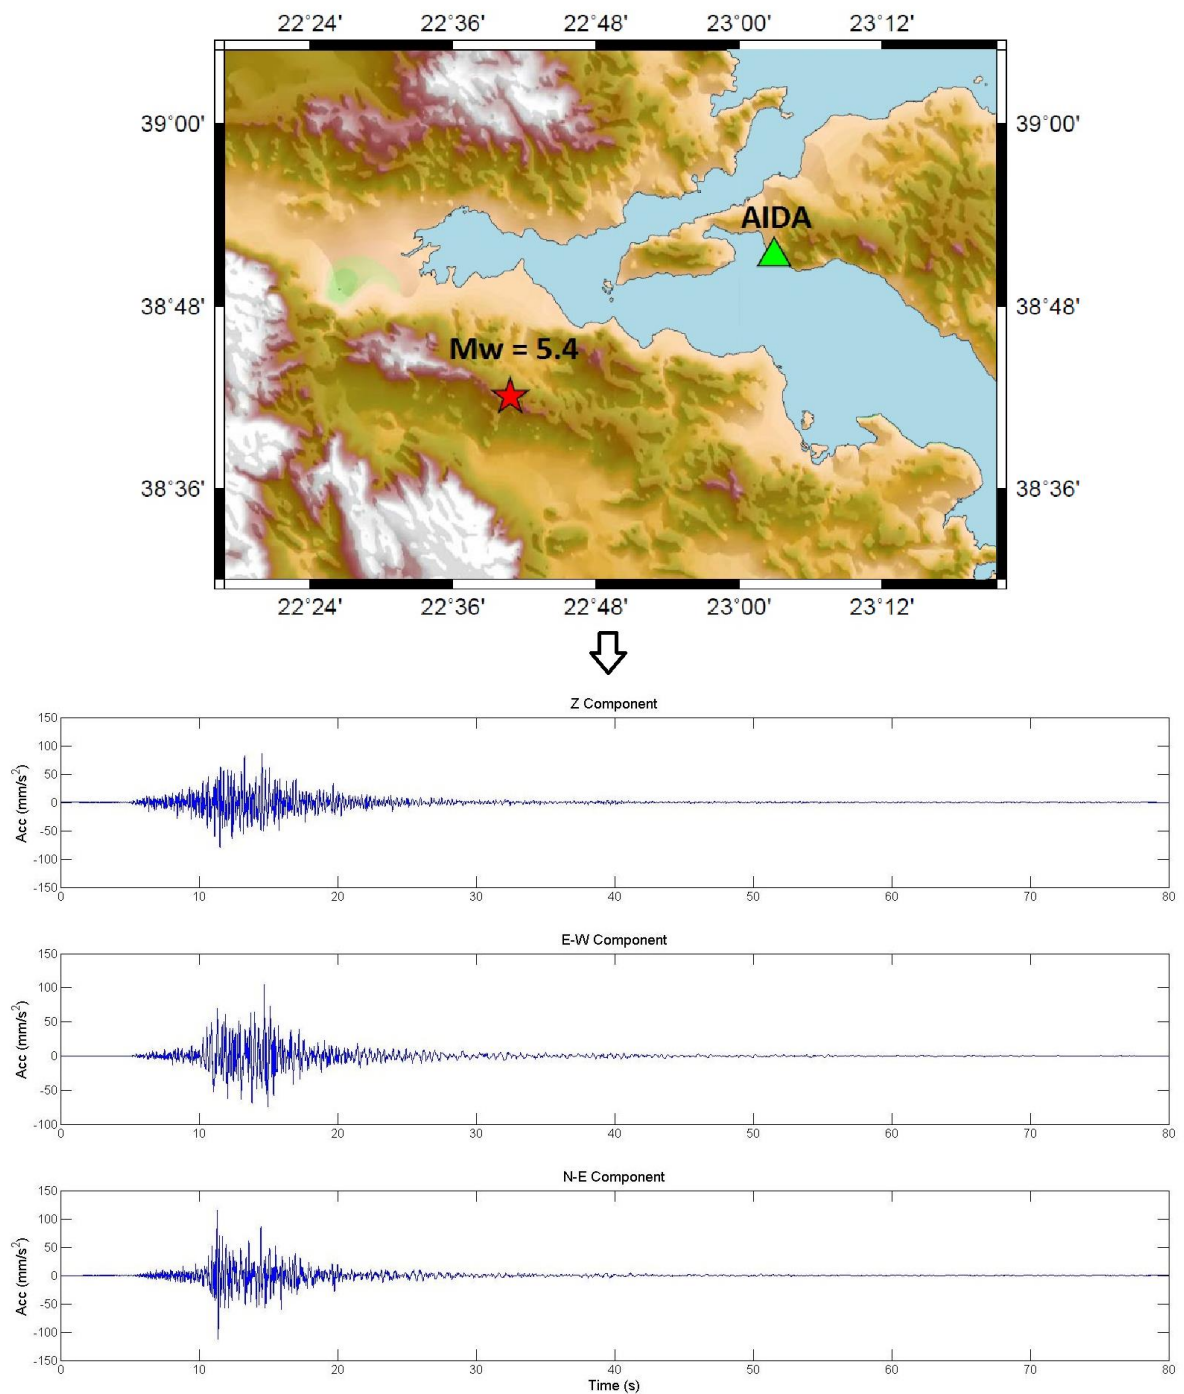 22°24' 22°36' 22°48' 23°00' 23°12'
39°00' 39°00'
AIDA
38°48' 38°48'
Mw = 5.4
38°36' 38°36'
22°24' 22°36' 22°48' 23°00' 23°12'
Z Component
150
100
50
0
-50
-100
-150
Acc (mm/s²)
0 10 20 30 40 50 60 70 80
E-W Component
150
100
50
0
-50
-100
Acc (mm/s²)
0 10 20 30 40 50 60 70 80
N-E Component
150
100
50
0
-50
-100
-150
Acc (mm/s²)
0 10 20 30 40 50 60 70 80
Time (s)